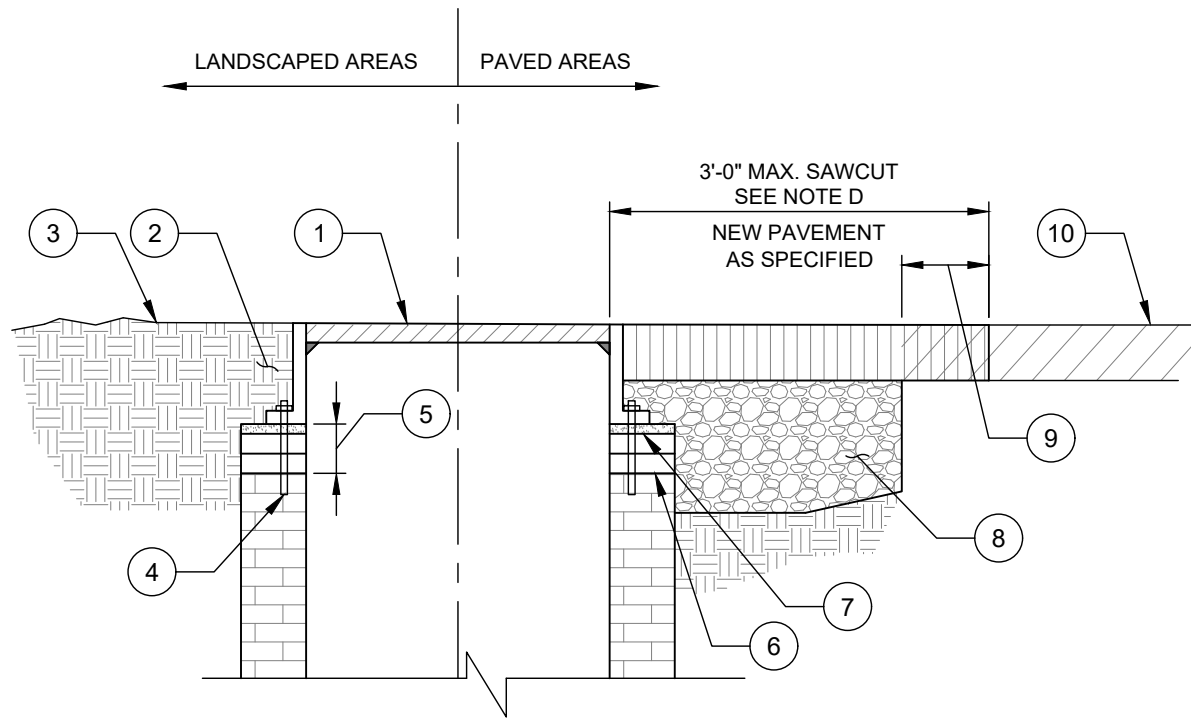 LANDSCAPED AREAS
PAVED AREAS
3'-0" MAX. SAWCUT
SEE NOTE D
NEW PAVEMENT
AS SPECIFIED
3
2
1
10
5
9
8
4
7
6